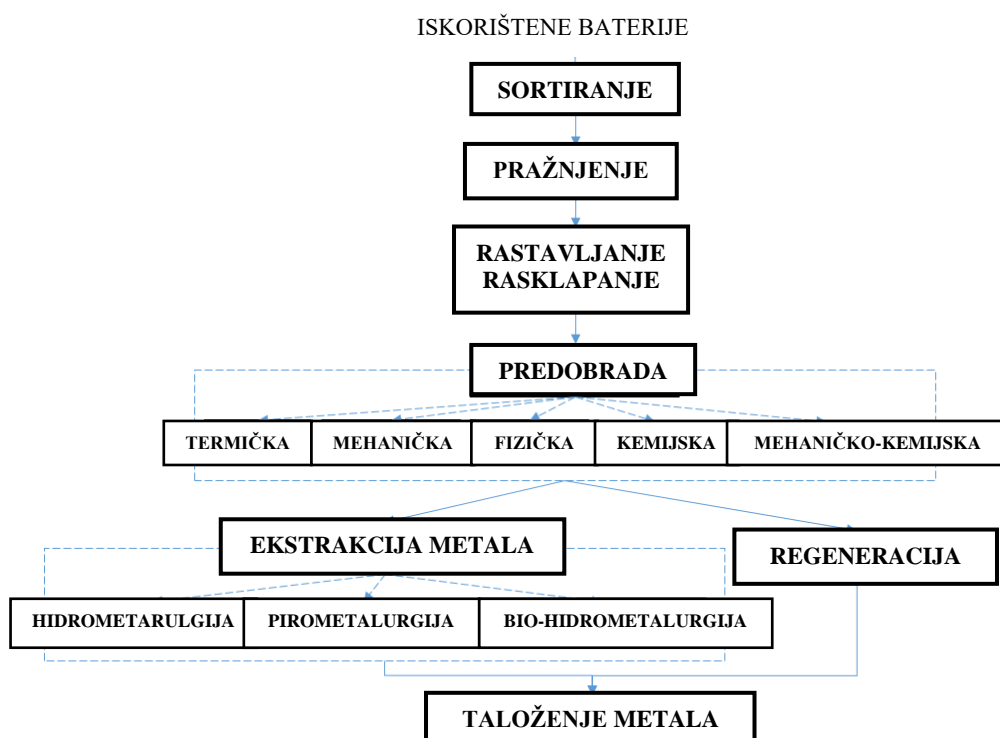 ISKORIŠTENE BATERIJE
SORTIRANJE
PRAŽNJENJE
RASTAVLJANJE
RASKLAPANJE
PREDOBRADA
TERMIČKA
MEHANIČKA
FIZIČKA
KEMIJSKA
MEHANIČKO-KEMIJSKA
EKSTRAKCIJA METALA
REGENERACIJA
HIDROMETARULGIJA
PIROMETALURGIJA
BIO-HIDROMETALURGIJA
TALOŽENJE METALA